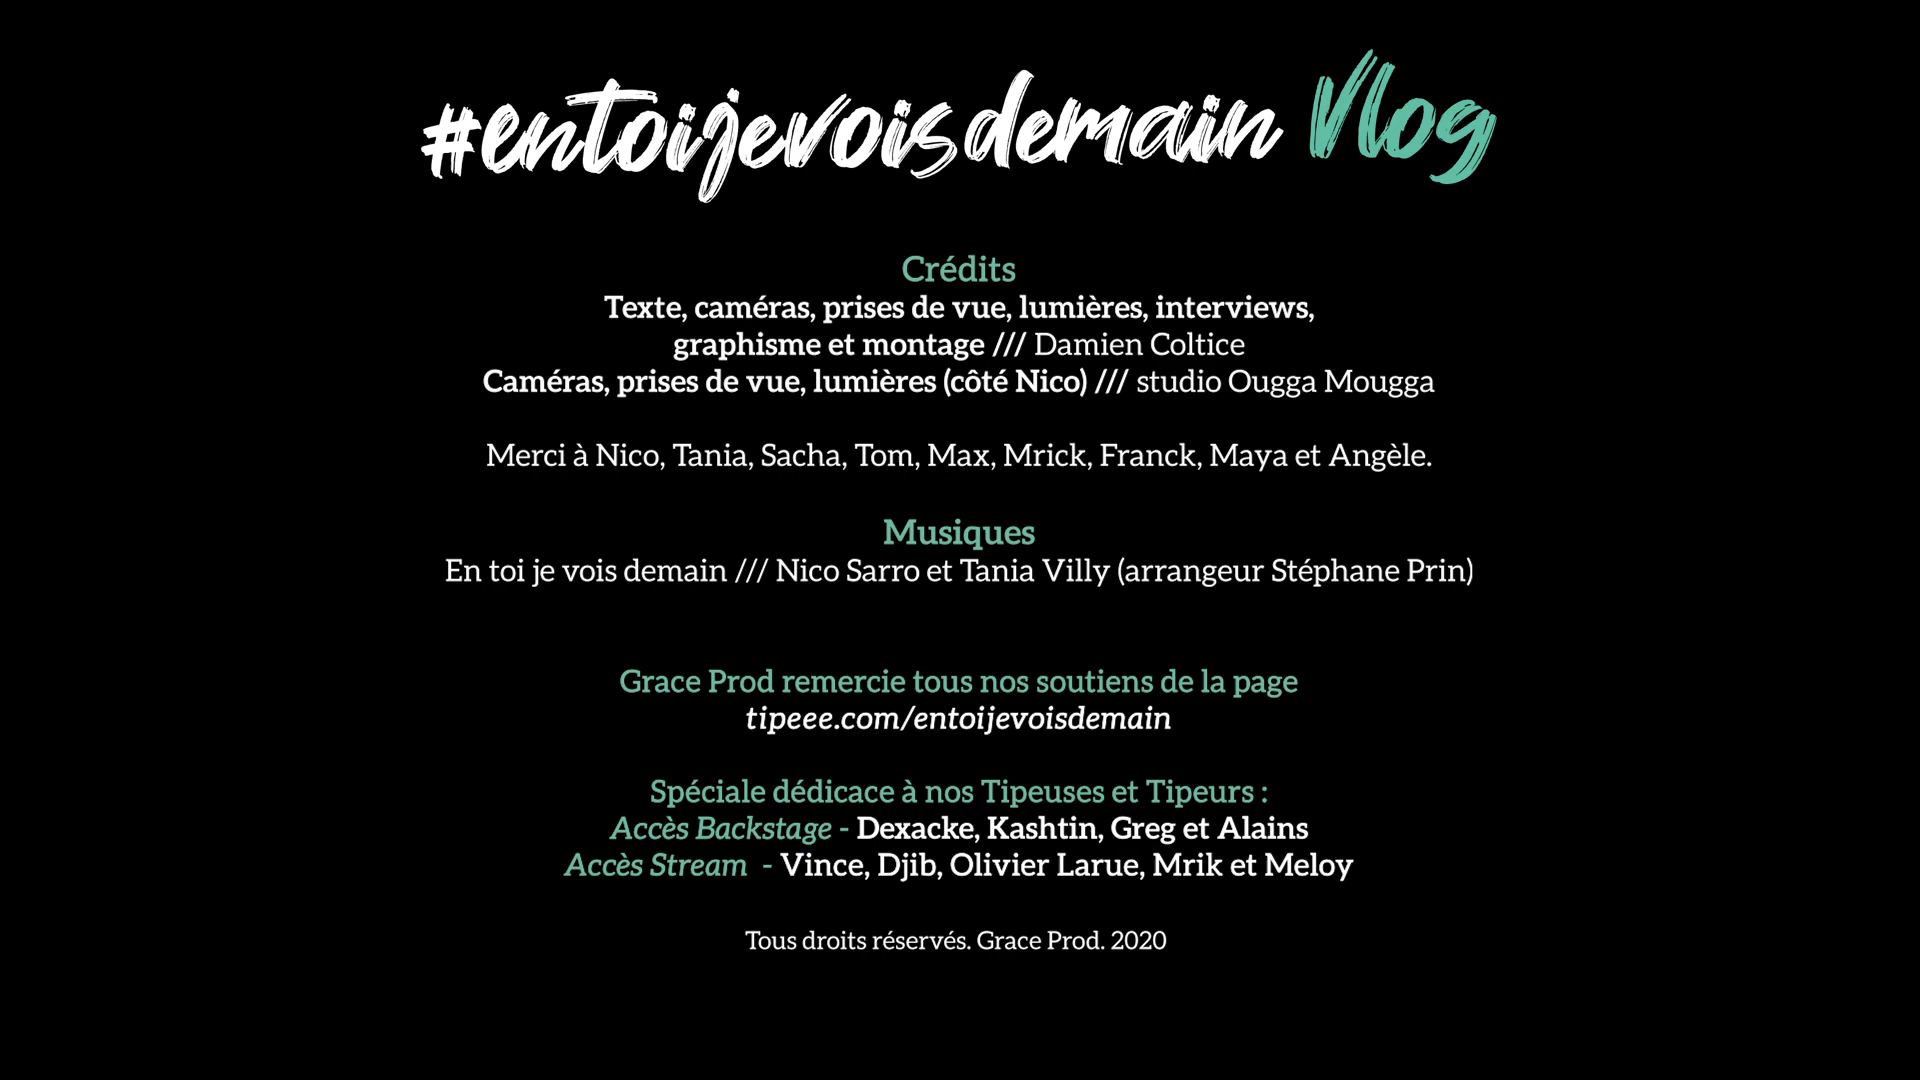 #entoijevoisdemain Vlog
Crédits
Texte, caméras, prises de vue, lumières, interviews,
graphisme et montage /// Damien Coltice
Caméras, prises de vue, lumières (côté Nico) /// studio Ougga Mougga
Merci à Nico, Tania, Sacha, Tom, Max, Mrick, Franck, Maya et Angèle.
Musiques
En toi je vois demain /// Nico Sarro et Tania Villy (arrangeur Stéphane Prin)
Grace Prod remercie tous nos soutiens de la page
tipeee.com/entoijevoisdemain
Spéciale dédicace à nos Tipeuses et Tipeurs :
Accès Backstage - Dexacke, Kashtin, Greg et Alains
Accès Stream - Vince, Djib, Olivier Larue, Mrik et Meloy
Tous droits réservés. Grace Prod. 2020